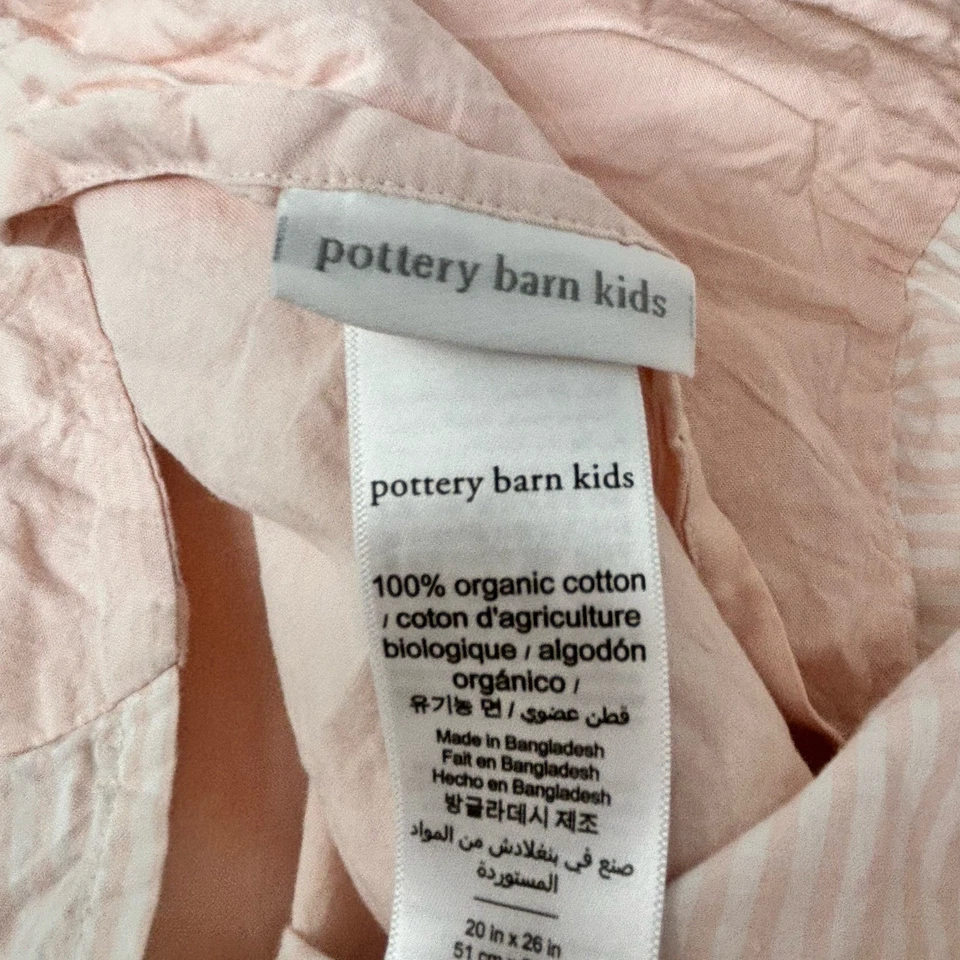 pottery barn kids
pottery barn kids
100% organic cotton
/ coton d'agriculture
biologique / algodón
orgánico /
유기농 면 / قطن عضوي
Made in Bangladesh
Fait en Bangladesh
Hecho en Bangladesh
방글라데시 제조
صنع في بنغلادش من المواد
المستوردة
20 in x 26 in
51 cm